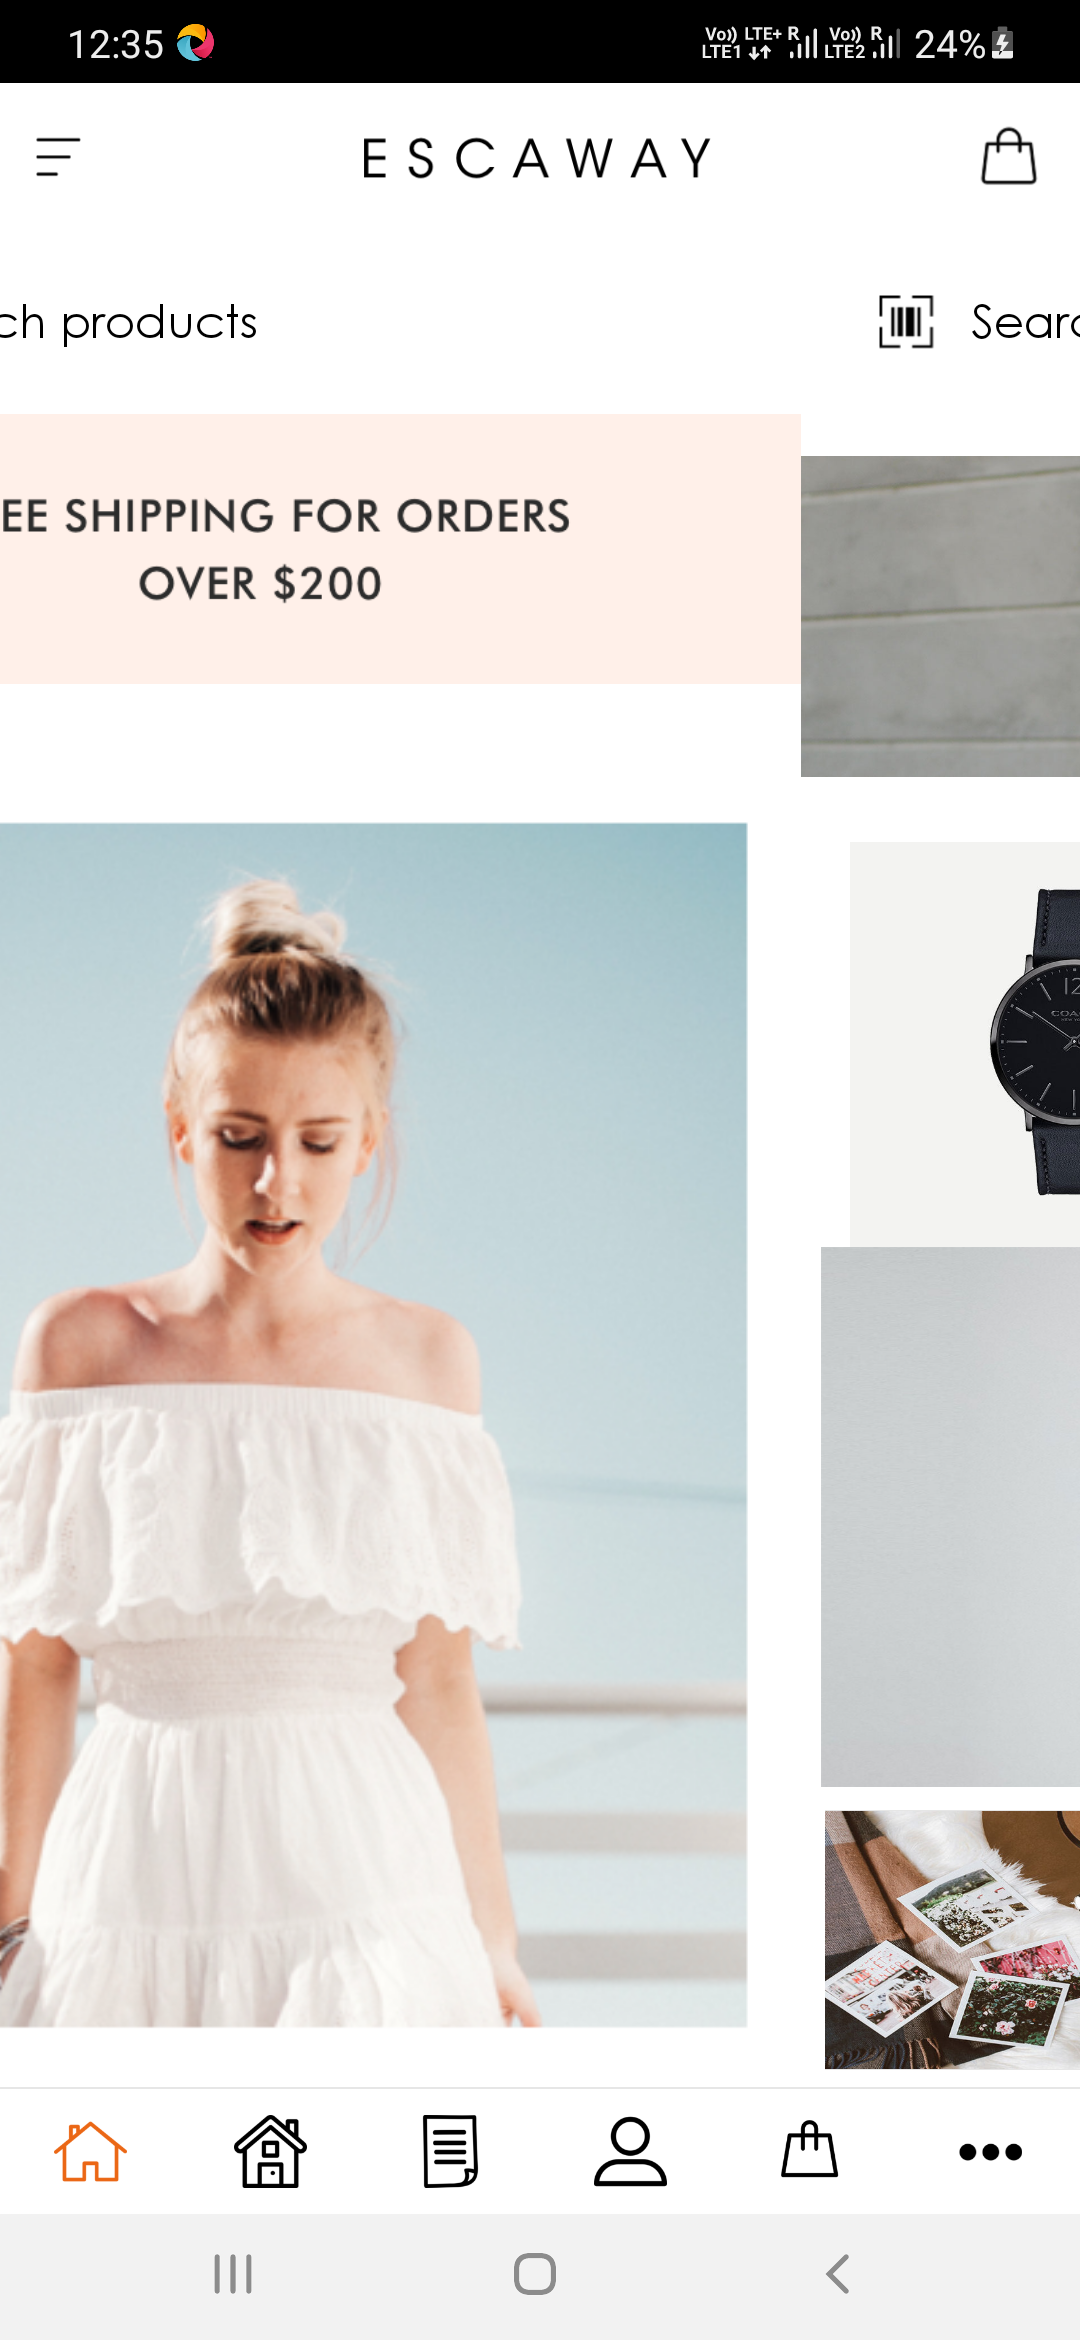 12:35
Vo)) LTE+ R Vo)) R 24%
LTE1 LTE2
ESCAWAY
ch products
Searc
EE SHIPPING FOR ORDERS
OVER $200
12
COA